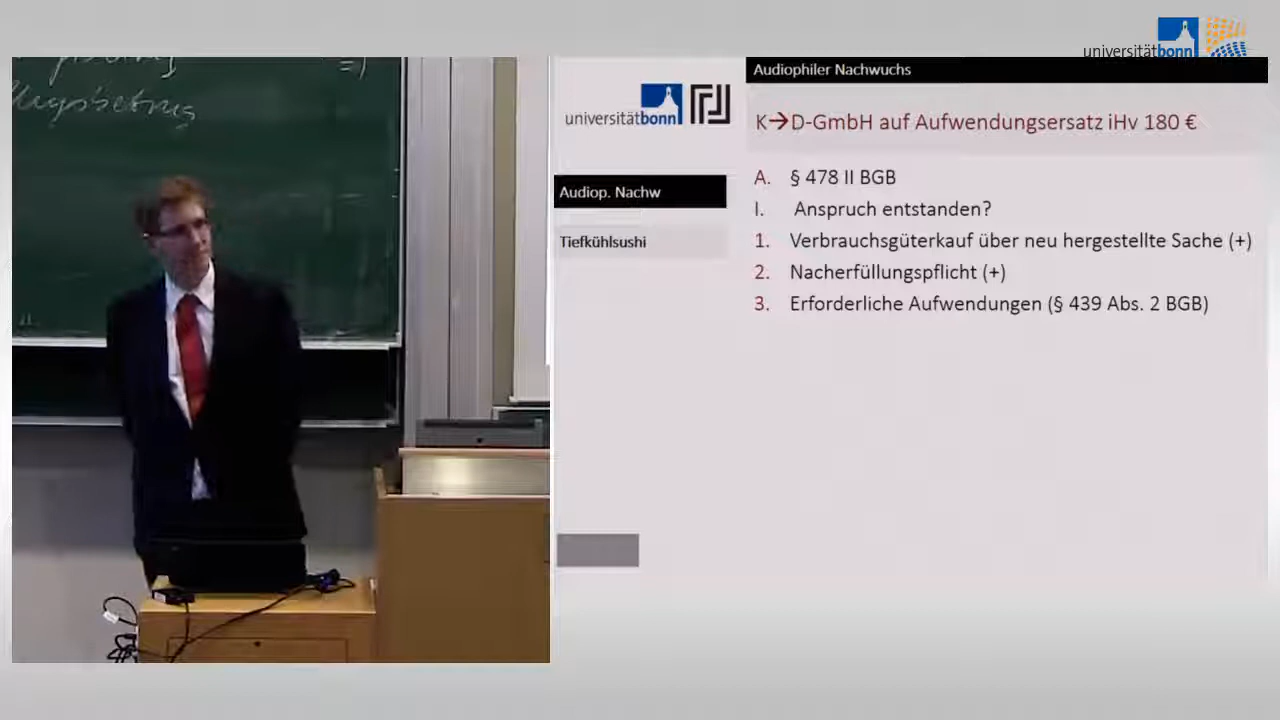 universitätbonn
Audiophiler Nachwuchs
universitätbonn
K→D-GmbH auf Aufwendungsersatz iHv 180 €
Audiop. Nachw
Tiefkühlsushi
A. § 478 II BGB
I. Anspruch entstanden?
1. Verbrauchsgüterkauf über neu hergestellte Sache (+)
2. Nacherfüllungspflicht (+)
3. Erforderliche Aufwendungen (§ 439 Abs. 2 BGB)
=)